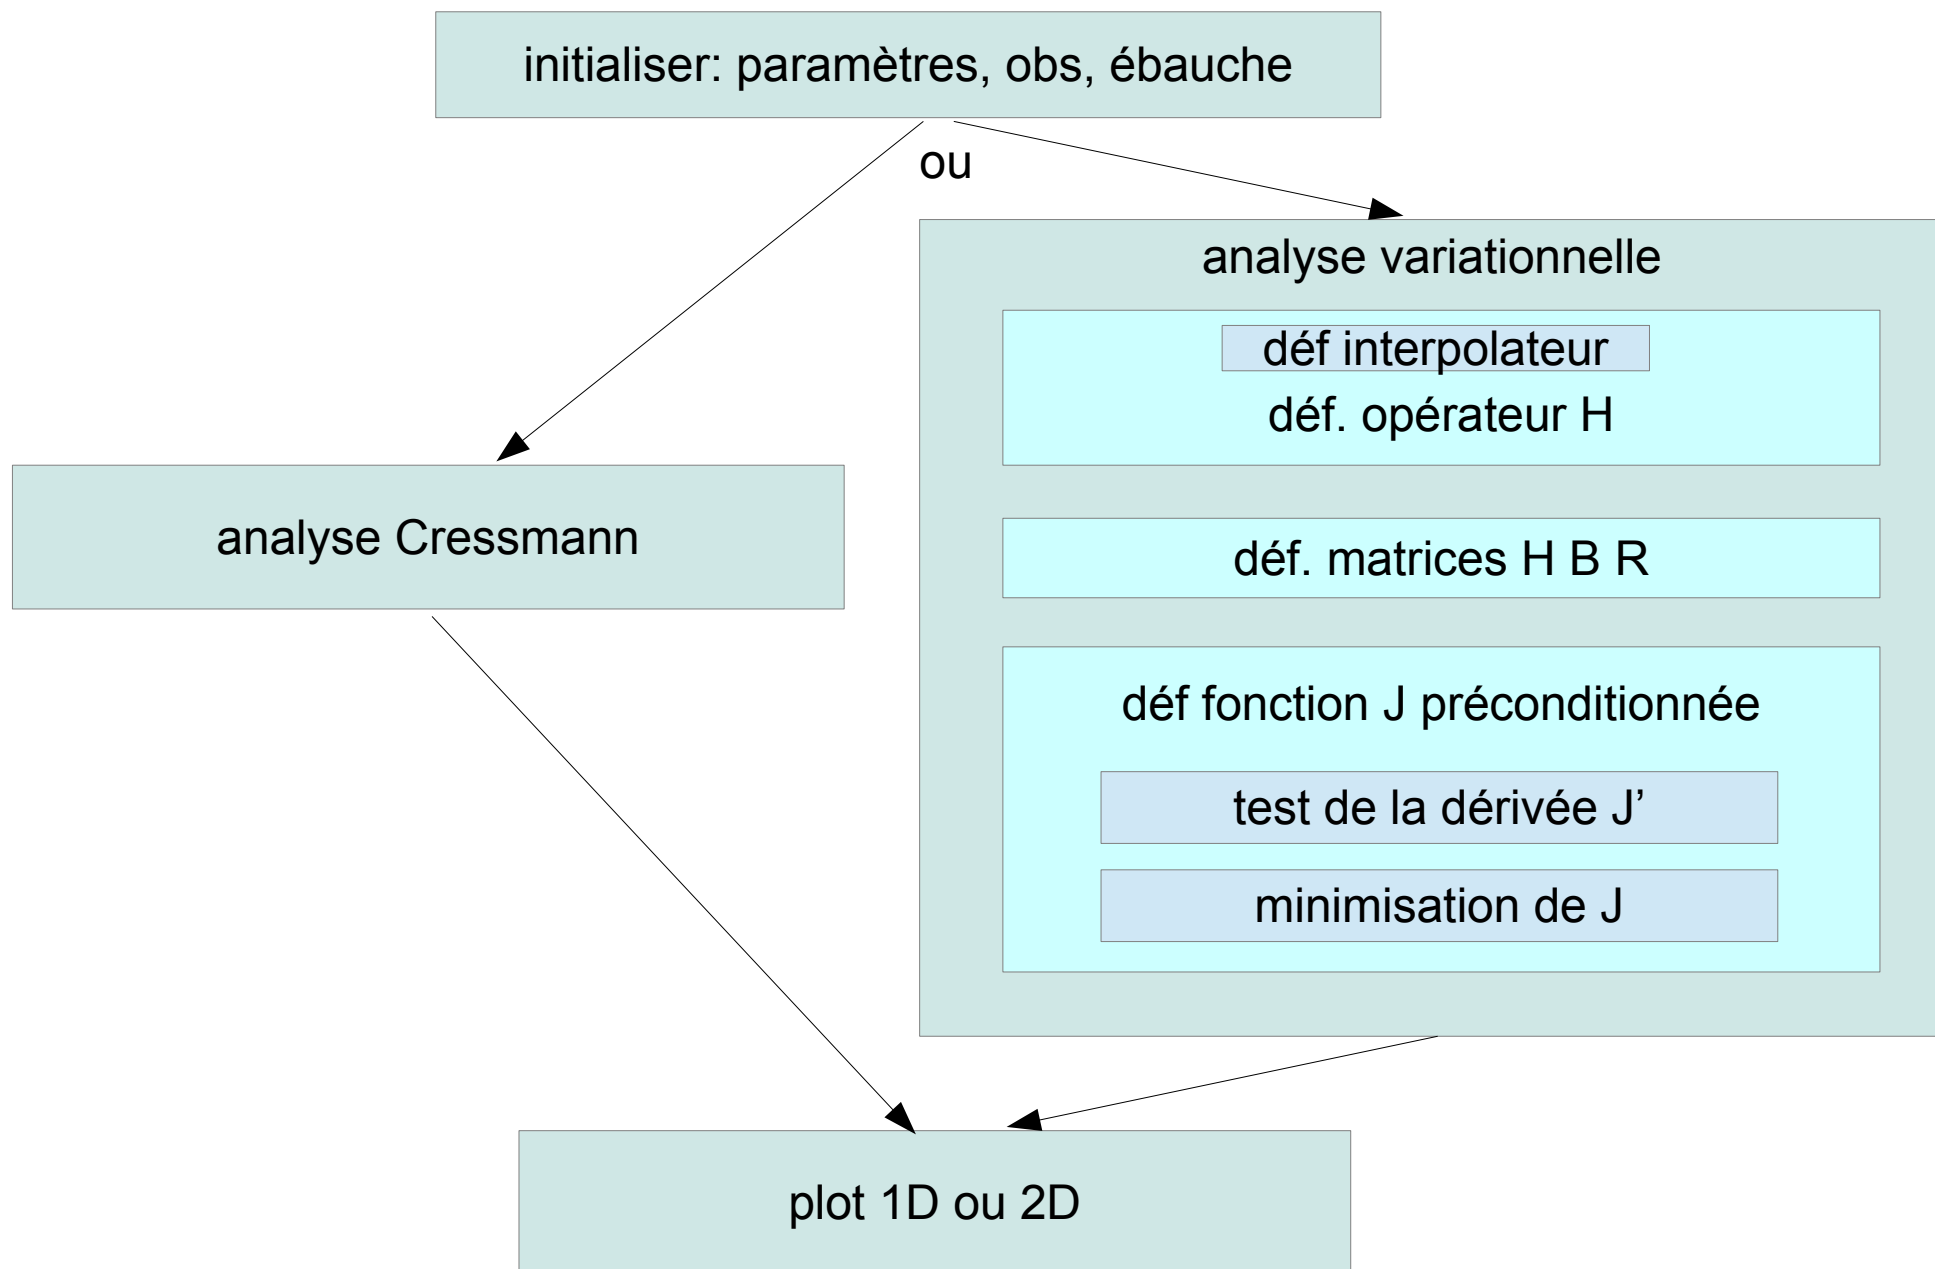 initialiser: paramètres, obs, ébauche
ou
analyse variationnelle
déf interpolateur
déf. opérateur H
analyse Cressmann
déf. matrices H B R
déf fonction J préconditionnée
test de la dérivée J’
minimisation de J
plot 1D ou 2D